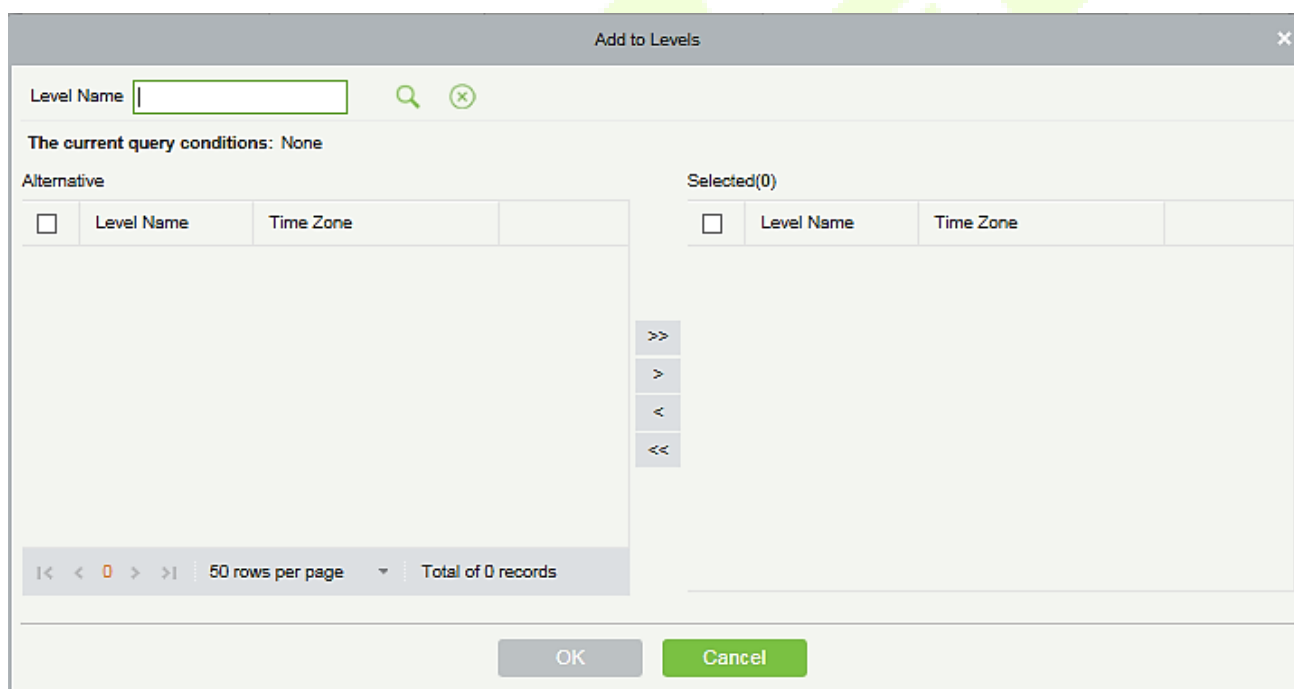 Add to Levels ×
Level Name
The current query conditions: None
Alternative
Selected(0)
Level Name Time Zone
Level Name Time Zone
>>
>
<
<<
|< < 0 > >| 50 rows per page Total of 0 records
OK Cancel